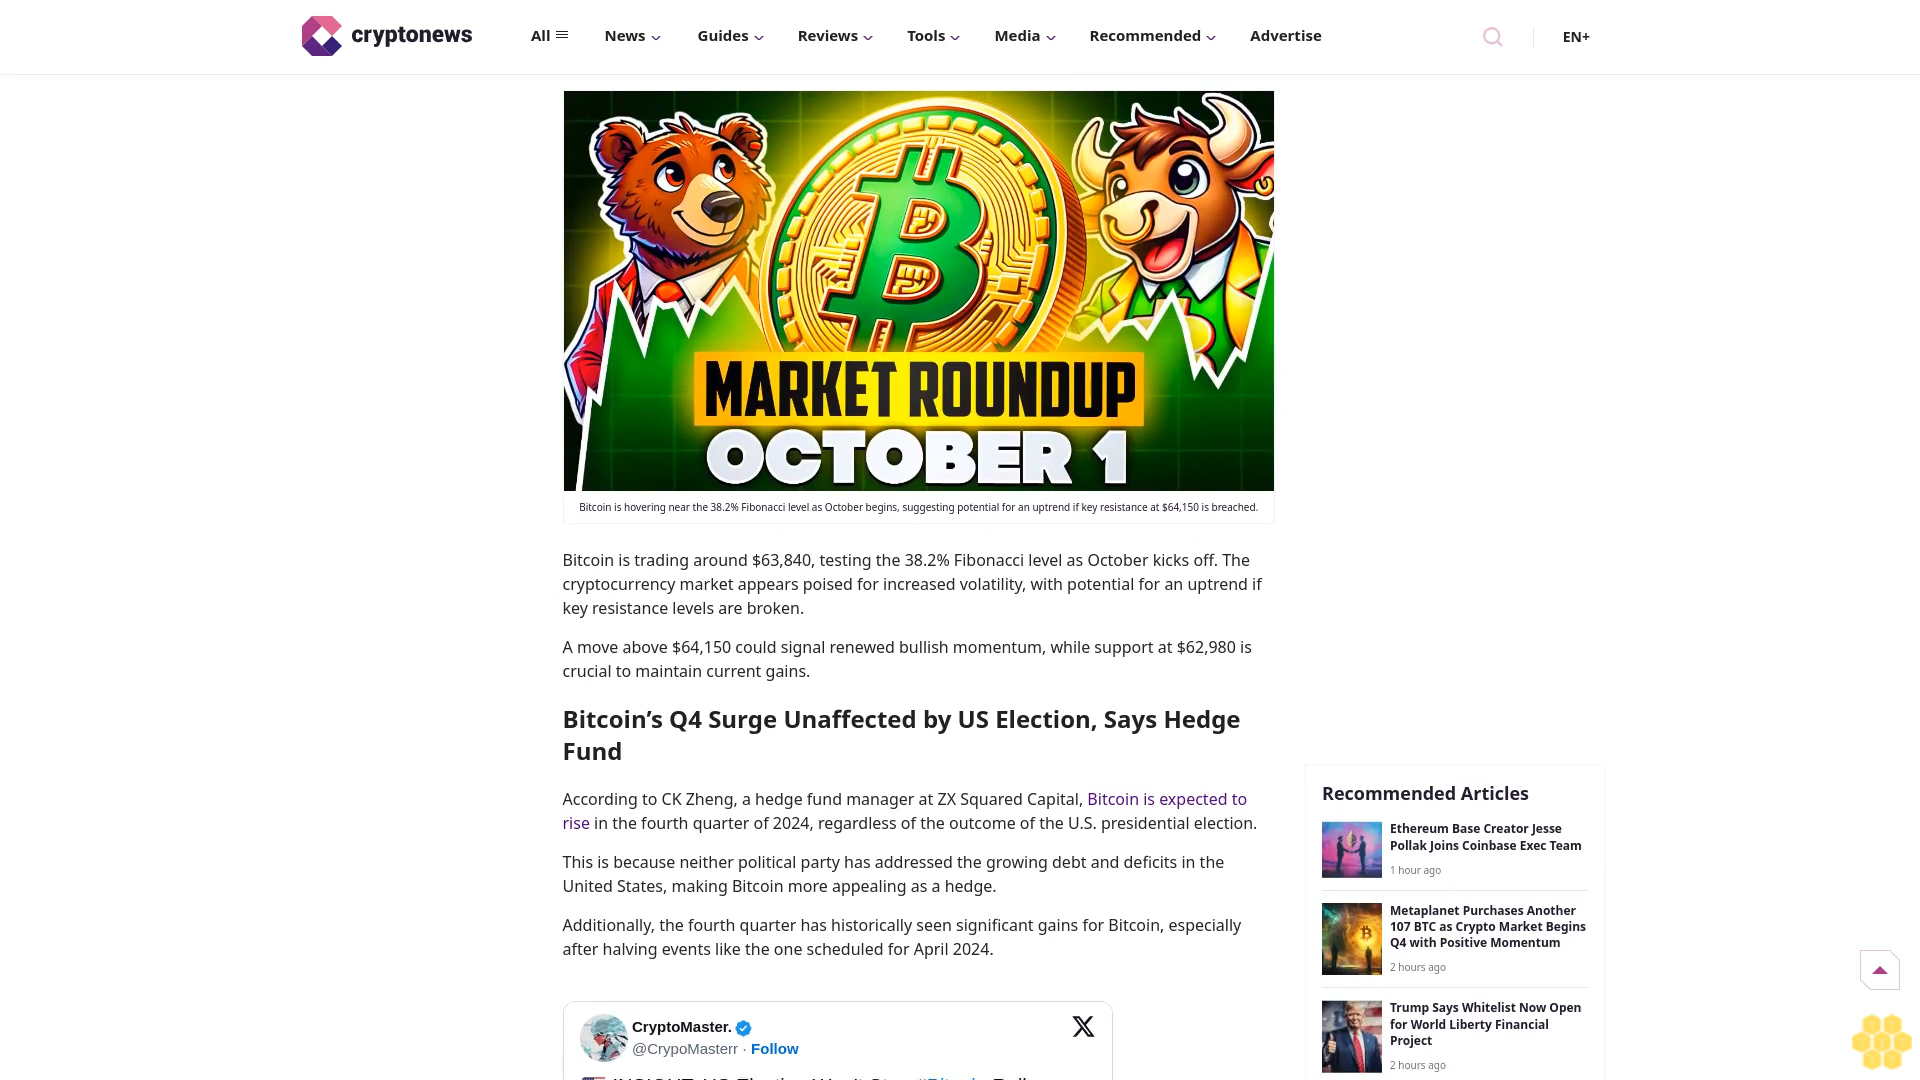 cryptonews
All
News
Guides
Reviews
Tools
Media
Recommended
Advertise
EN+
MARKET ROUNDUP
OCTOBER 1
Bitcoin is hovering near the 38.2% Fibonacci level as October begins, suggesting potential for an uptrend if key resistance at $64,150 is breached.
Bitcoin is trading around $63,840, testing the 38.2% Fibonacci level as October kicks off. The
cryptocurrency market appears poised for increased volatility, with potential for an uptrend if
key resistance levels are broken.
A move above $64,150 could signal renewed bullish momentum, while support at $62,980 is
crucial to maintain current gains.
Bitcoin’s Q4 Surge Unaffected by US Election, Says Hedge
Fund
According to CK Zheng, a hedge fund manager at ZX Squared Capital, Bitcoin is expected to
rise in the fourth quarter of 2024, regardless of the outcome of the U.S. presidential election.
This is because neither political party has addressed the growing debt and deficits in the
United States, making Bitcoin more appealing as a hedge.
Additionally, the fourth quarter has historically seen significant gains for Bitcoin, especially
after halving events like the one scheduled for April 2024.
CryptoMaster.
@CrypoMasterr · Follow
Recommended Articles
Ethereum Base Creator Jesse
Pollak Joins Coinbase Exec Team
1 hour ago
Metaplanet Purchases Another
107 BTC as Crypto Market Begins
Q4 with Positive Momentum
2 hours ago
Trump Says Whitelist Now Open
for World Liberty Financial
Project
2 hours ago